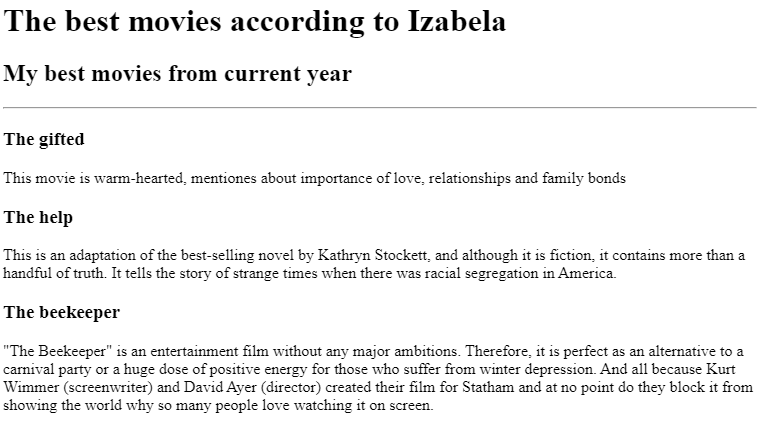 The best movies according to Izabela
My best movies from current year
The gifted
This movie is warm-hearted, mentiones about importance of love, relationships and family bonds
The help
This is an adaptation of the best-selling novel by Kathryn Stockett, and although it is fiction, it contains more than a
handful of truth. It tells the story of strange times when there was racial segregation in America.
The beekeeper
"The Beekeeper" is an entertainment film without any major ambitions. Therefore, it is perfect as an alternative to a
carnival party or a huge dose of positive energy for those who suffer from winter depression. And all because Kurt
Wimmer (screenwriter) and David Ayer (director) created their film for Statham and at no point do they block it from
showing the world why so many people love watching it on screen.